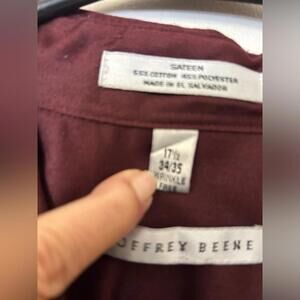 SATEEN
55% COTTON 45% POLYESTER
MADE IN EL SALVADOR
17½
34/35
WRINKLE
FREE
OFFREY BEENE